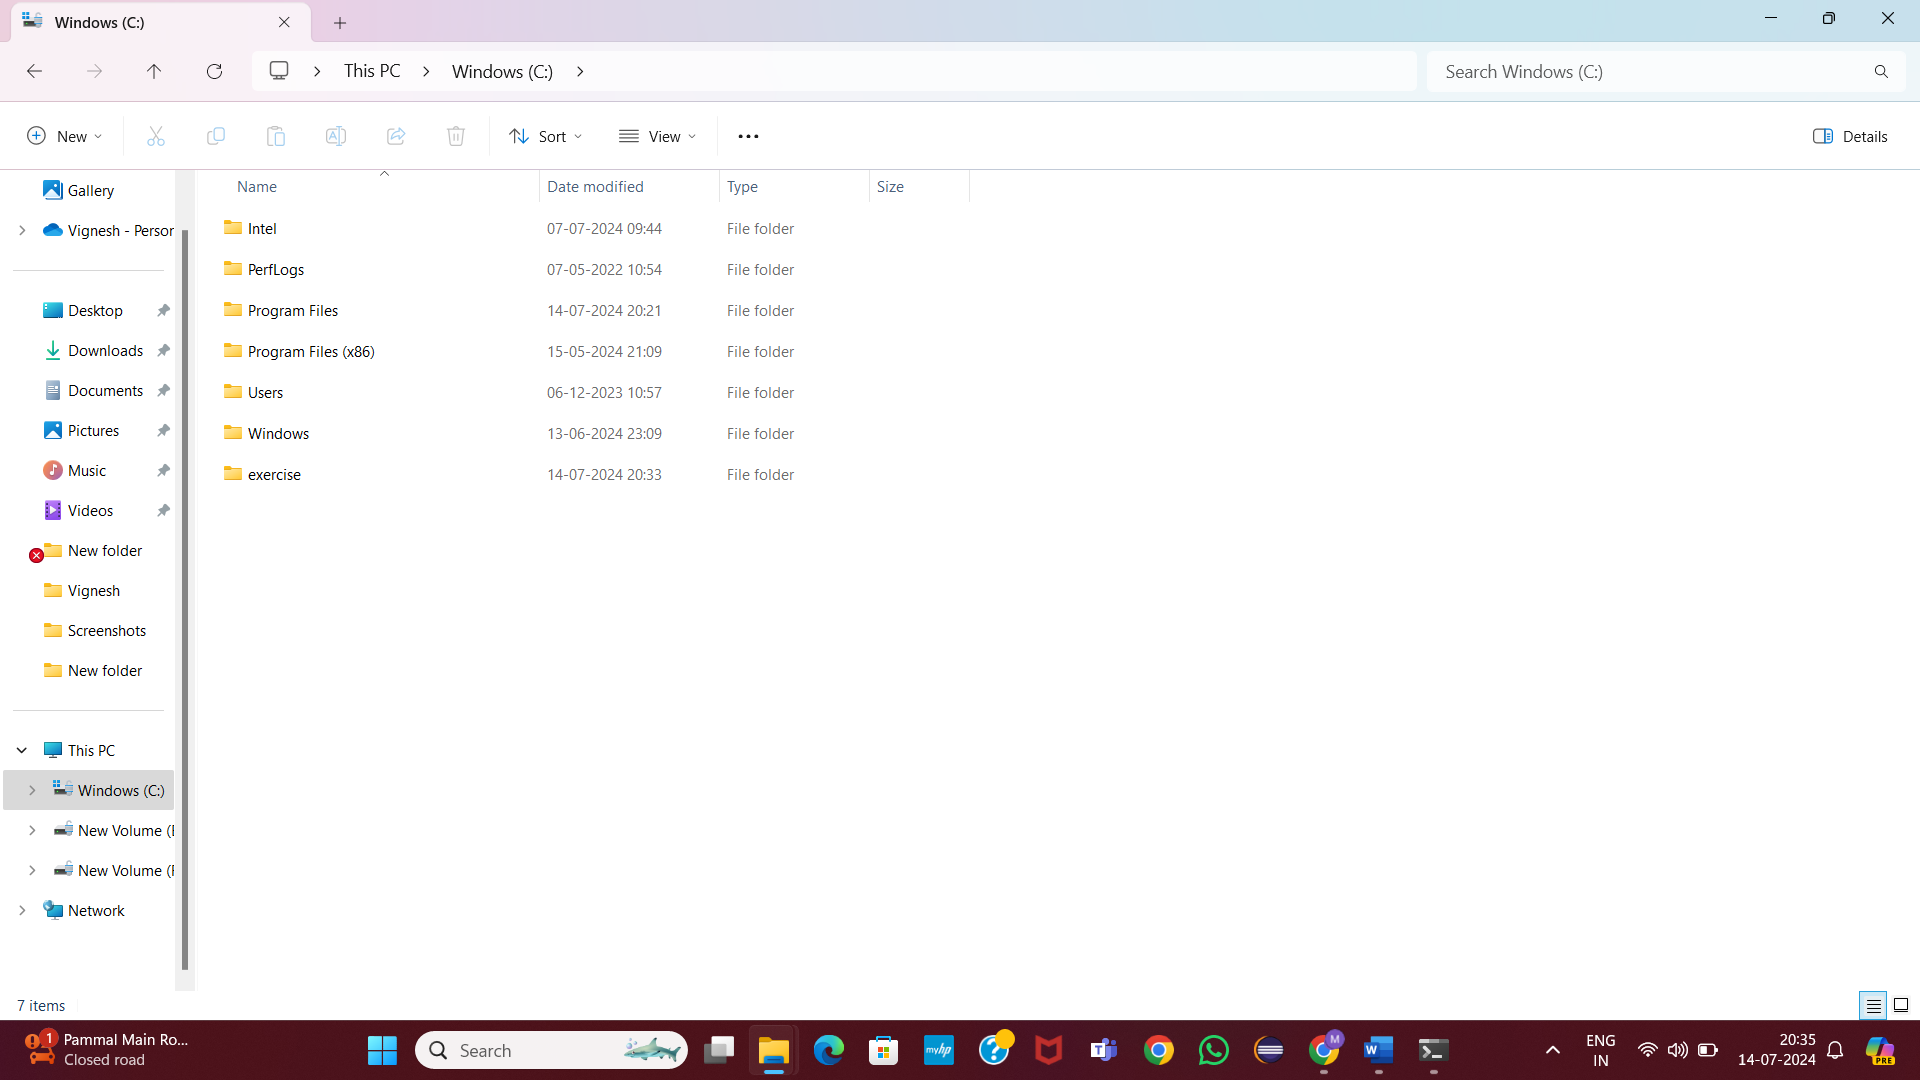 Windows (C:)
This PC
Windows (C:)
Search Windows (C:)
New
Sort
View
Details
Name Date modified Type Size
Intel 07-07-2024 09:44 File folder
PerfLogs 07-05-2022 10:54 File folder
Program Files 14-07-2024 20:21 File folder
Program Files (x86) 15-05-2024 21:09 File folder
Users 06-12-2023 10:57 File folder
Windows 13-06-2024 23:09 File folder
exercise 14-07-2024 20:33 File folder
Gallery
Vignesh - Person
Desktop
Downloads
Documents
Pictures
Music
Videos
New folder
Vignesh
Screenshots
New folder
This PC
Windows (C:)
New Volume (
New Volume (
Network
7 items
1
Pammal Main Ro...
Closed road
Search
myhp
M
ENG
IN
20:35
14-07-2024
PRE